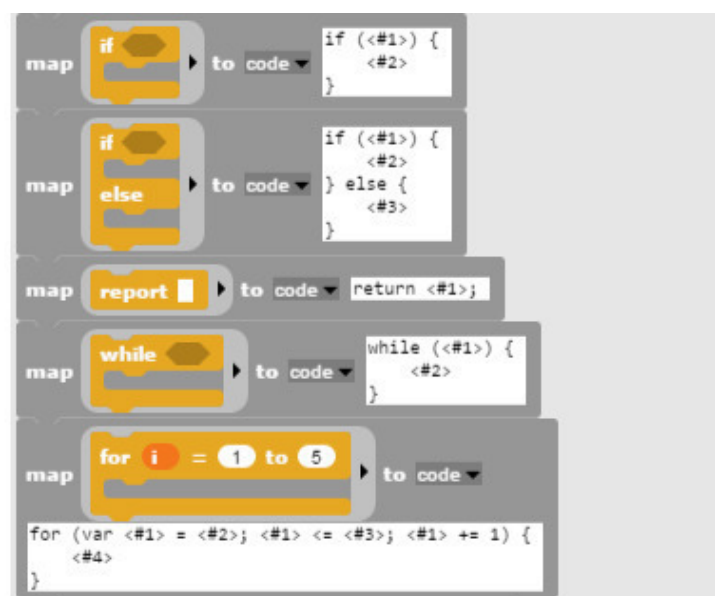 if
map to code if (<#1>) {
<#2>
}
if
map else to code if (<#1>) {
<#2>
} else {
<#3>
}
map report to code return <#1>;
while
map to code while (<#1>) {
<#2>
}
map for i = 1 to 5 to code
for (var <#1> = <#2>; <#1> <= <#3>; <#1> += 1) {
<#4>
}